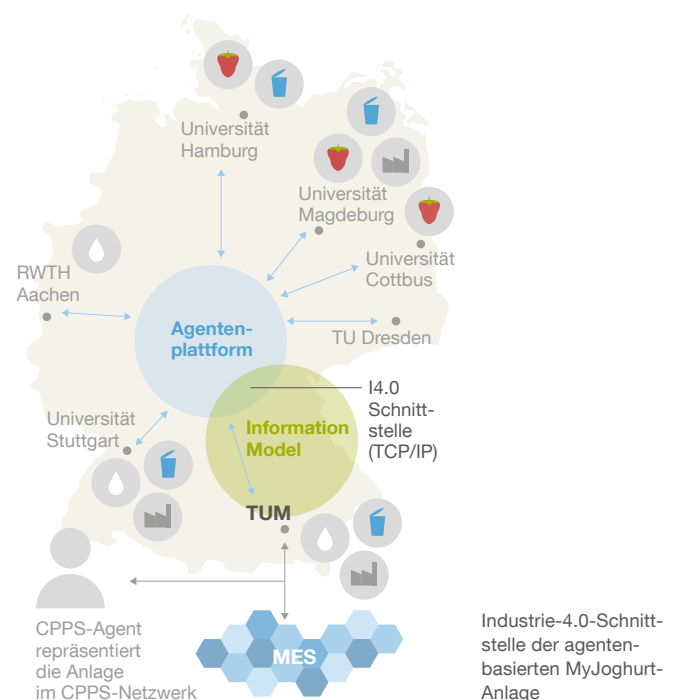 Universität
Hamburg
Universität
Magdeburg
Universität
Cottbus
RWTH
Aachen
Agenten-
plattform
TU Dresden
I4.0
Schnitt-
stelle
(TCP/IP)
Universität
Stuttgart
Information
Model
TUM
CPPS-Agent
repräsentiert
die Anlage
im CPPS-Netzwerk
MES
Industrie-4.0-Schnitt-
stelle der agenten-
basierten MyJoghurt-
Anlage